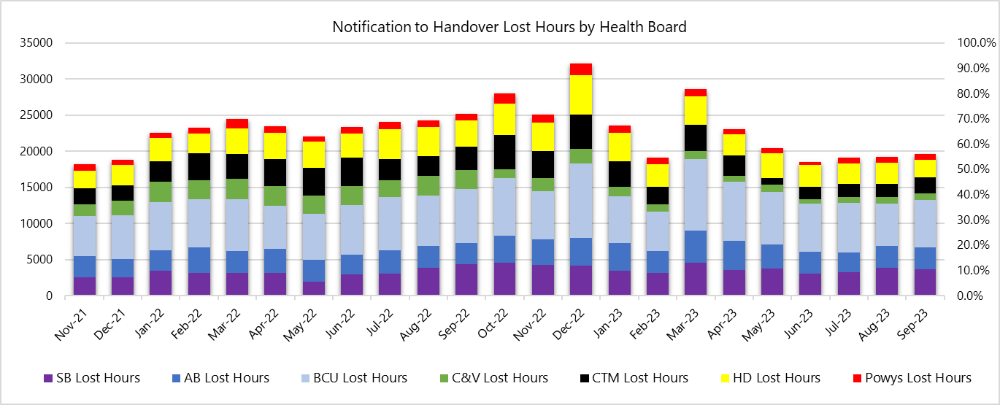 Notification to Handover Lost Hours by Health Board
35000
30000
25000
20000
15000
10000
5000
0
100.0%
90.0%
80.0%
70.0%
60.0%
50.0%
40.0%
30.0%
20.0%
10.0%
0.0%
Nov-21
Dec-21
Jan-22
Feb-22
Mar-22
Apr-22
May-22
Jun-22
Jul-22
Aug-22
Sep-22
Oct-22
Nov-22
Dec-22
Jan-23
Feb-23
Mar-23
Apr-23
May-23
Jun-23
Jul-23
Aug-23
Sep-23
SB Lost Hours AB Lost Hours BCU Lost Hours C&V Lost Hours CTM Lost Hours HD Lost Hours Powys Lost Hours